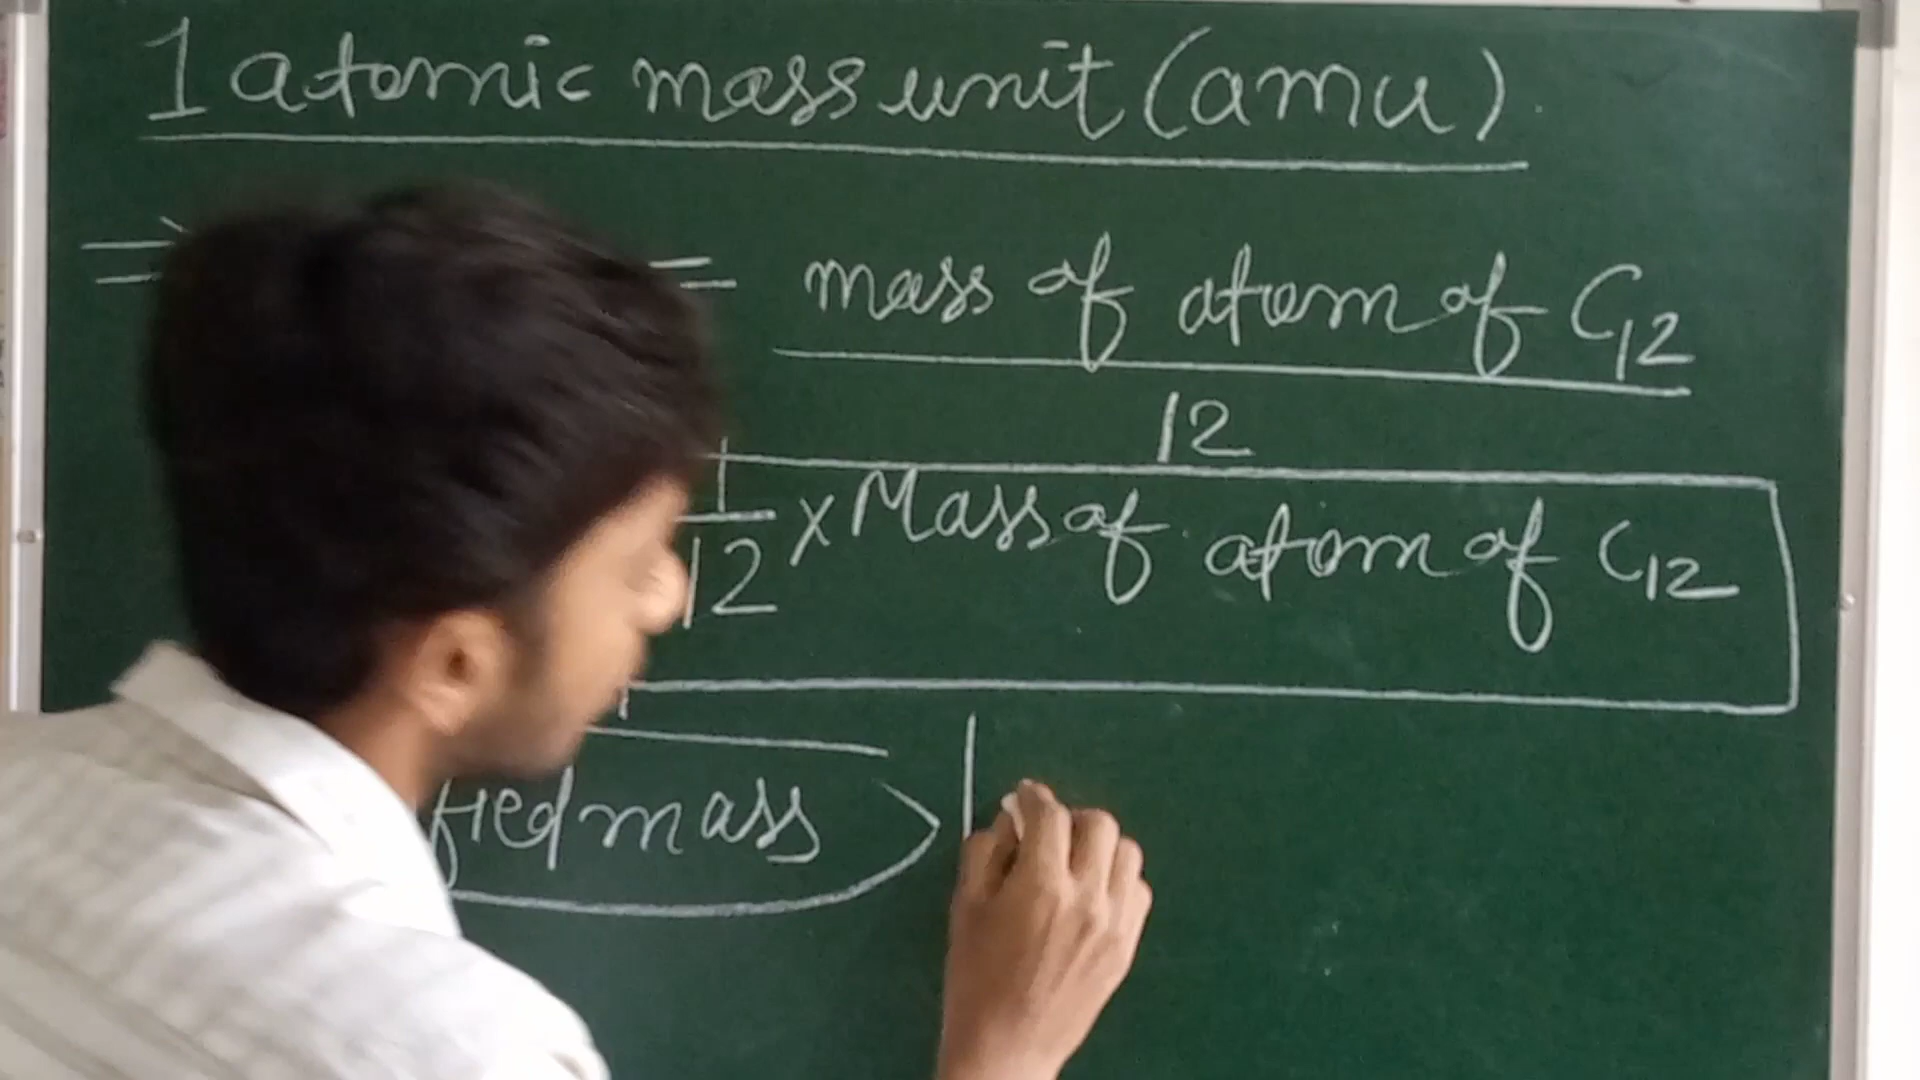 1 atomic mass unit (amu)
= mass of atom of C12
12
1
12 × Mass of atom of C12
fied mass